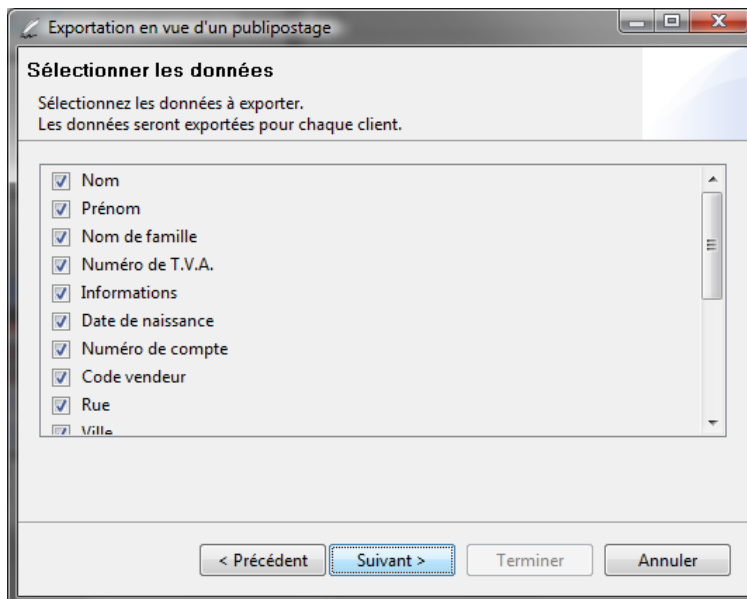 Exportation en vue d'un publipostage
Sélectionner les données
Sélectionnez les données à exporter.
Les données seront exportées pour chaque client.
Nom
Prénom
Nom de famille
Numéro de T.V.A.
Informations
Date de naissance
Numéro de compte
Code vendeur
Rue
Ville
< Précédent
Suivant >
Terminer
Annuler